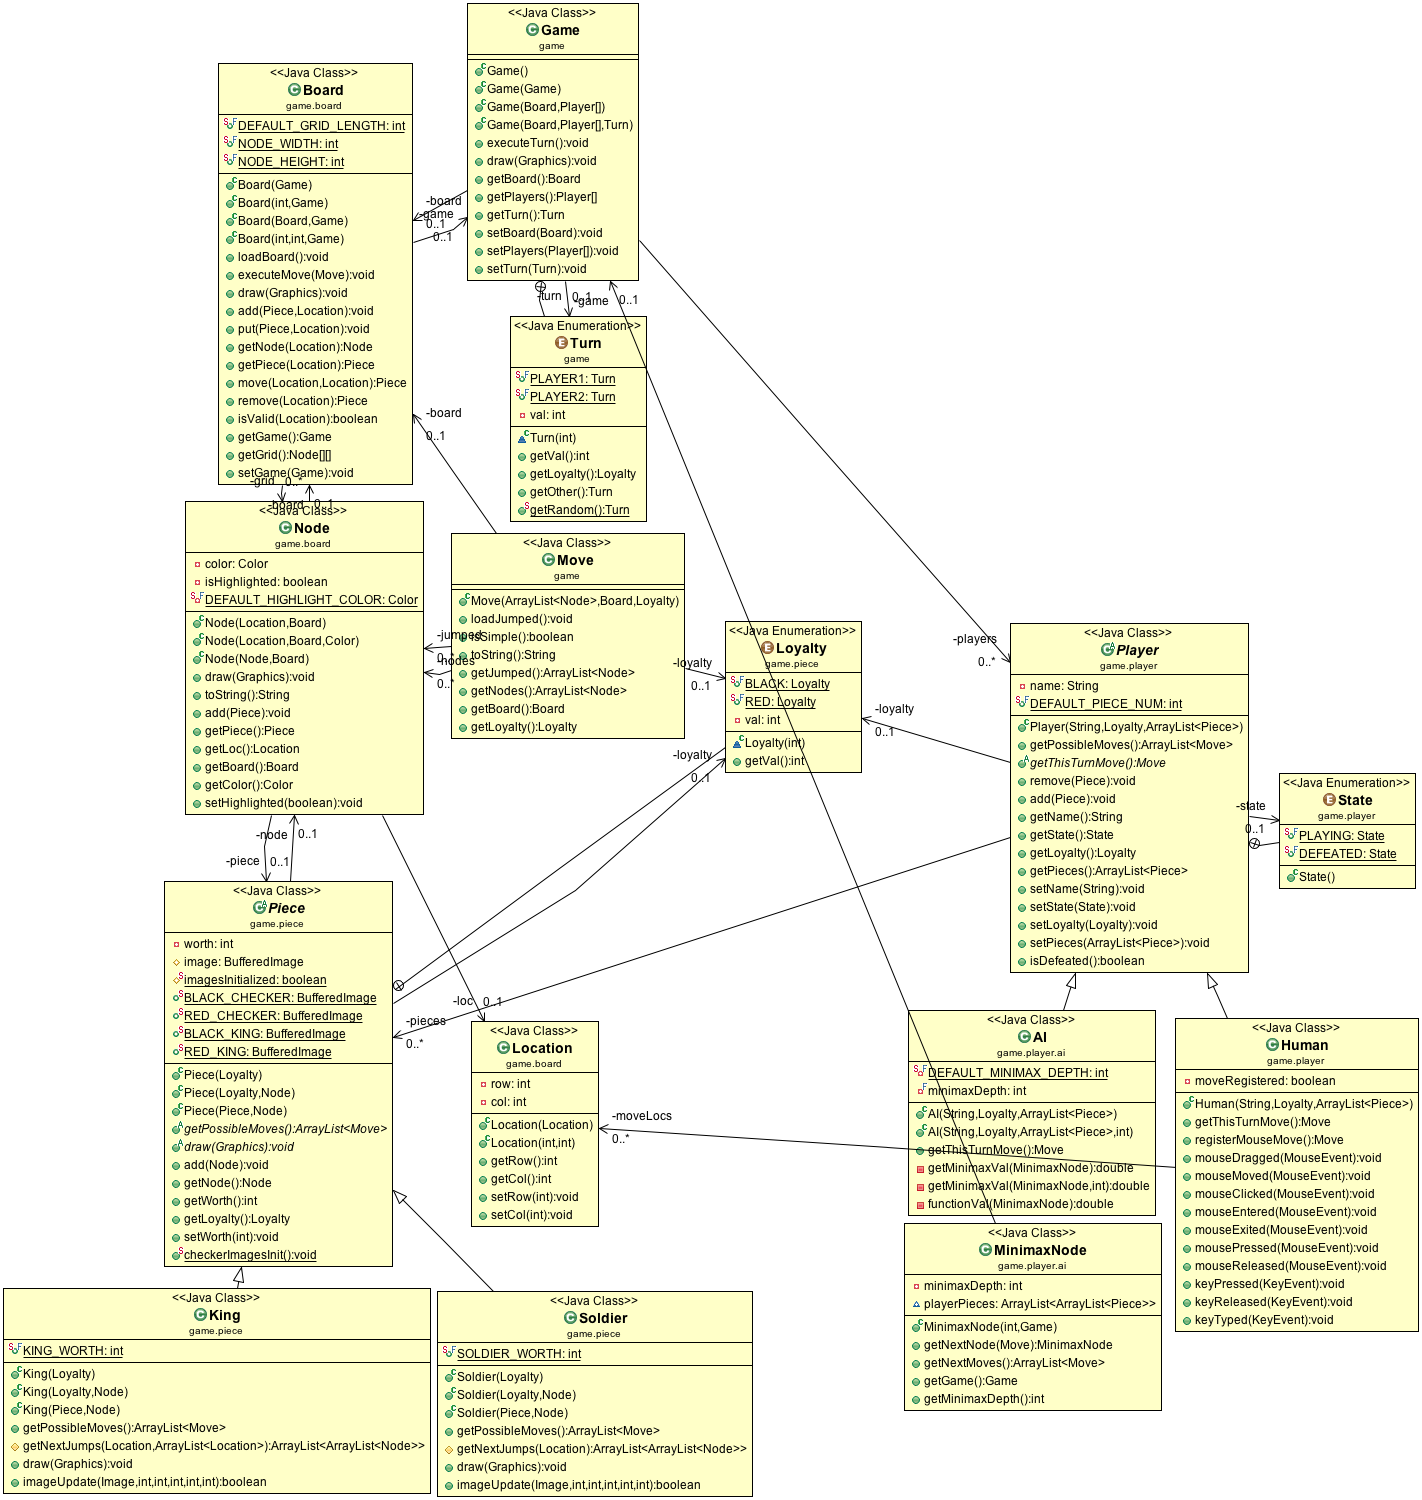 <<Java Class>>
Game
game
Game()
Game(Game)
Game(Board,Player[])
Game(Board,Player[],Turn)
executeTurn():void
draw(Graphics):void
getBoard():Board
getPlayers():Player[]
getTurn():Turn
setBoard(Board):void
setPlayers(Player[]):void
setTurn(Turn):void
<<Java Class>>
Board
game.board
DEFAULT_GRID_LENGTH: int
NODE_WIDTH: int
NODE_HEIGHT: int
Board(Game)
Board(int,Game)
Board(Board,Game)
Board(int,int,Game)
loadBoard():void
executeMove(Move):void
draw(Graphics):void
add(Piece,Location):void
put(Piece,Location):void
getNode(Location):Node
getPiece(Location):Piece
move(Location,Location):Piece
remove(Location):Piece
isValid(Location):boolean
getGame():Game
getGrid():Node[][]
setGame(Game):void
-board
0..1
-game
0..1
-turn
0..1
-game
0..1
<<Java Enumeration>>
Turn
game
PLAYER1: Turn
PLAYER2: Turn
val: int
Turn(int)
getVal():int
getLoyalty():Loyalty
getOther():Turn
getRandom():Turn
-board
0..1
-grid
0..*
-board
0..1
<<Java Class>>
Node
game.board
color: Color
isHighlighted: boolean
DEFAULT_HIGHLIGHT_COLOR: Color
Node(Location,Board)
Node(Location,Board,Color)
Node(Node,Board)
draw(Graphics):void
toString():String
add(Piece):void
getPiece():Piece
getLoc():Location
getBoard():Board
getColor():Color
setHighlighted(boolean):void
<<Java Class>>
Move
game
Move(ArrayList<Node>,Board,Loyalty)
loadJumped():void
isSimple():boolean
toString():String
getJumped():ArrayList<Node>
getNodes():ArrayList<Node>
getBoard():Board
getLoyalty():Loyalty
-jumped
0..*
-nodes
0..*
-loyalty
0..1
<<Java Enumeration>>
Loyalty
game.piece
BLACK: Loyalty
RED: Loyalty
val: int
Loyalty(int)
getVal():int
-loyalty
0..1
-loyalty
0..1
-players
0..*
<<Java Class>>
Player
game.player
name: String
DEFAULT_PIECE_NUM: int
Player(String,Loyalty,ArrayList<Piece>)
getPossibleMoves():ArrayList<Move>
getThisTurnMove():Move
remove(Piece):void
add(Piece):void
getName():String
getState():State
getLoyalty():Loyalty
getPieces():ArrayList<Piece>
setName(String):void
setState(State):void
setLoyalty(Loyalty):void
setPieces(ArrayList<Piece>):void
isDefeated():boolean
-state
0..1
<<Java Enumeration>>
State
game.player
PLAYING: State
DEFEATED: State
State()
-node
0..1
-piece
0..1
<<Java Class>>
Piece
game.piece
worth: int
image: BufferedImage
imagesInitialized: boolean
BLACK_CHECKER: BufferedImage
RED_CHECKER: BufferedImage
BLACK_KING: BufferedImage
RED_KING: BufferedImage
Piece(Loyalty)
Piece(Loyalty,Node)
Piece(Piece,Node)
getPossibleMoves():ArrayList<Move>
draw(Graphics):void
add(Node):void
getNode():Node
getWorth():int
getLoyalty():Loyalty
setWorth(int):void
checkerImagesInit():void
-loc
0..1
-pieces
0..*
<<Java Class>>
Location
game.board
row: int
col: int
Location(Location)
Location(int,int)
getRow():int
getCol():int
setRow(int):void
setCol(int):void
-moveLocs
0..*
<<Java Class>>
AI
game.player.ai
DEFAULT_MINIMAX_DEPTH: int
minimaxDepth: int
AI(String,Loyalty,ArrayList<Piece>)
AI(String,Loyalty,ArrayList<Piece>,int)
getThisTurnMove():Move
getMinimaxVal(MinimaxNode):double
getMinimaxVal(MinimaxNode,int):double
functionVal(MinimaxNode):double
<<Java Class>>
Human
game.player
moveRegistered: boolean
Human(String,Loyalty,ArrayList<Piece>)
getThisTurnMove():Move
registerMouseMove():Move
mouseDragged(MouseEvent):void
mouseMoved(MouseEvent):void
mouseClicked(MouseEvent):void
mouseEntered(MouseEvent):void
mouseExited(MouseEvent):void
mousePressed(MouseEvent):void
mouseReleased(MouseEvent):void
keyPressed(KeyEvent):void
keyReleased(KeyEvent):void
keyTyped(KeyEvent):void
<<Java Class>>
MinimaxNode
game.player.ai
minimaxDepth: int
playerPieces: ArrayList<ArrayList<Piece>>
MinimaxNode(int,Game)
getNextNode(Move):MinimaxNode
getNextMoves():ArrayList<Move>
getGame():Game
getMinimaxDepth():int
<<Java Class>>
King
game.piece
KING_WORTH: int
King(Loyalty)
King(Loyalty,Node)
King(Piece,Node)
getPossibleMoves():ArrayList<Move>
getNextJumps(Location,ArrayList<Location>):ArrayList<ArrayList<Node>>
draw(Graphics):void
imageUpdate(Image,int,int,int,int,int):boolean
<<Java Class>>
Soldier
game.piece
SOLDIER_WORTH: int
Soldier(Loyalty)
Soldier(Loyalty,Node)
Soldier(Piece,Node)
getPossibleMoves():ArrayList<Move>
getNextJumps(Location):ArrayList<ArrayList<Node>>
draw(Graphics):void
imageUpdate(Image,int,int,int,int,int):boolean